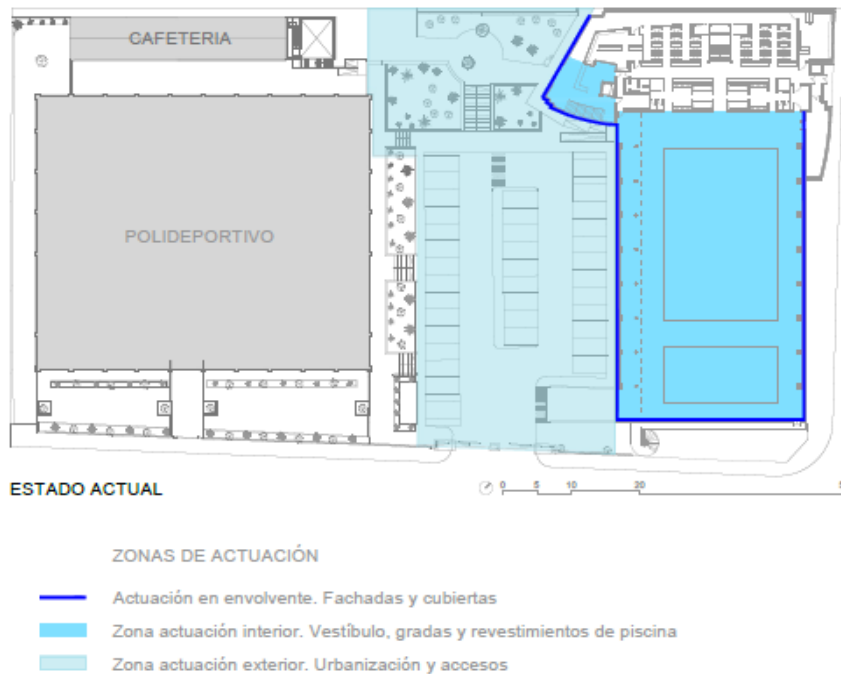 CAFETERIA
POLIDEPORTIVO
ESTADO ACTUAL
0 5 10 20
ZONAS DE ACTUACIÓN
Actuación en envolvente. Fachadas y cubiertas
Zona actuación interior. Vestíbulo, gradas y revestimientos de piscina
Zona actuación exterior. Urbanización y accesos